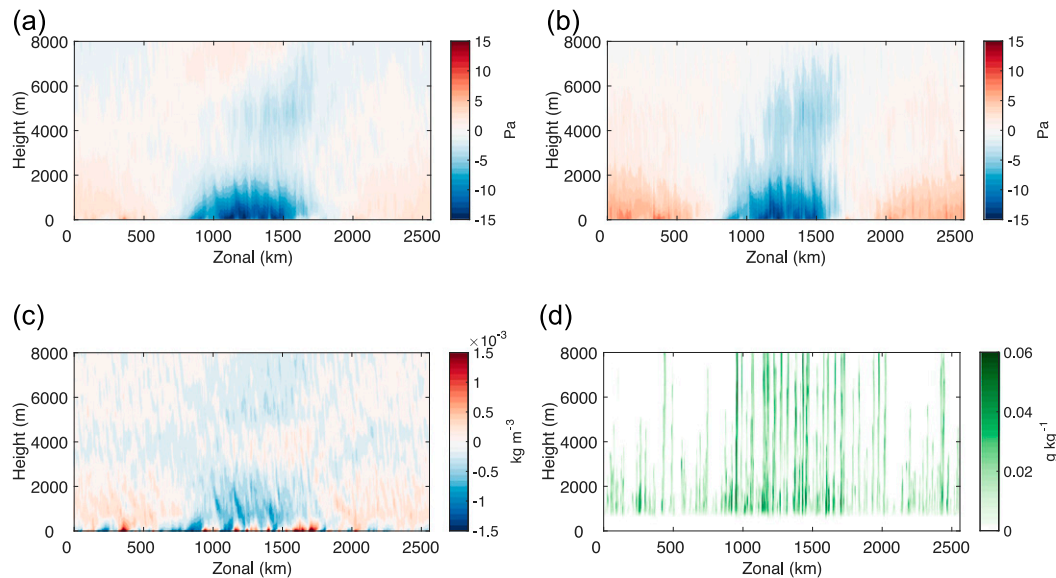 (a)
8000
6000
4000
2000
0
Height (m)
0 500 1000 1500 2000 2500
Zonal (km)
15
10
5
0
-5
-10
-15
Pa
(b)
8000
6000
4000
2000
0
Height (m)
0 500 1000 1500 2000 2500
Zonal (km)
15
10
5
0
-5
-10
-15
Pa
(c)
8000
6000
4000
2000
0
Height (m)
0 500 1000 1500 2000 2500
Zonal (km)
×10⁻³
1.5
1
0.5
0
-0.5
-1
-1.5
kg m⁻³
(d)
8000
6000
4000
2000
0
Height (m)
0 500 1000 1500 2000 2500
Zonal (km)
0.06
0.04
0.02
0
g kg⁻¹